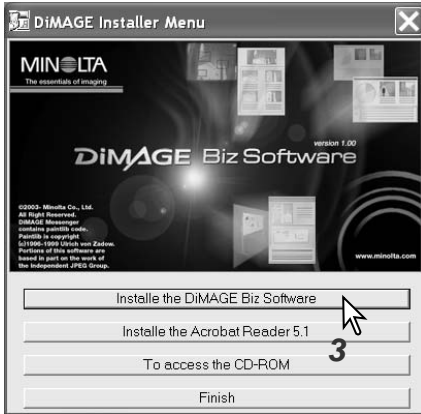 DiMAGE Installer Menu
MINOLTA
The essentials of imaging
version 1.00
DiMAGE Biz Software
©2003- Minolta Co., Ltd.
All Right Reserved.
DiMAGE Messenger
contains paintlib code.
Paintlib is copyright
(c)1996-1999 Ulrich von Zadow.
Portions of this software are
based in part on the work of
the Independent JPEG Group.
www.minolta.com
Installe the DiMAGE Biz Software
Installe the Acrobat Reader 5.1
3
To access the CD-ROM
Finish